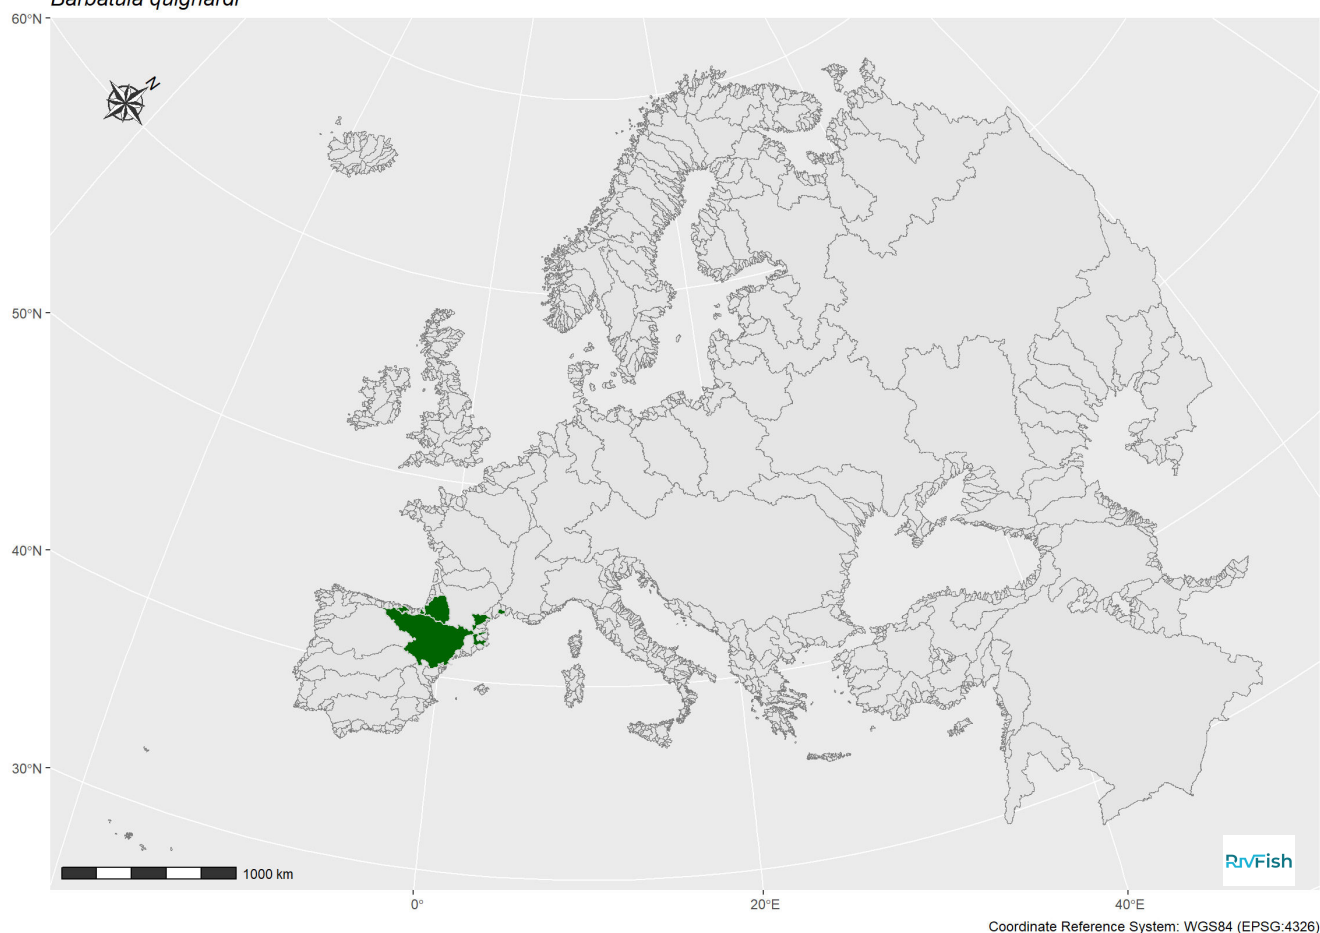 Barbatula quignardi
60°N
N
50°N
40°N
30°N
1000 km
RIVFish
0°
20°E
40°E
Coordinate Reference System: WGS84 (EPSG:4326)